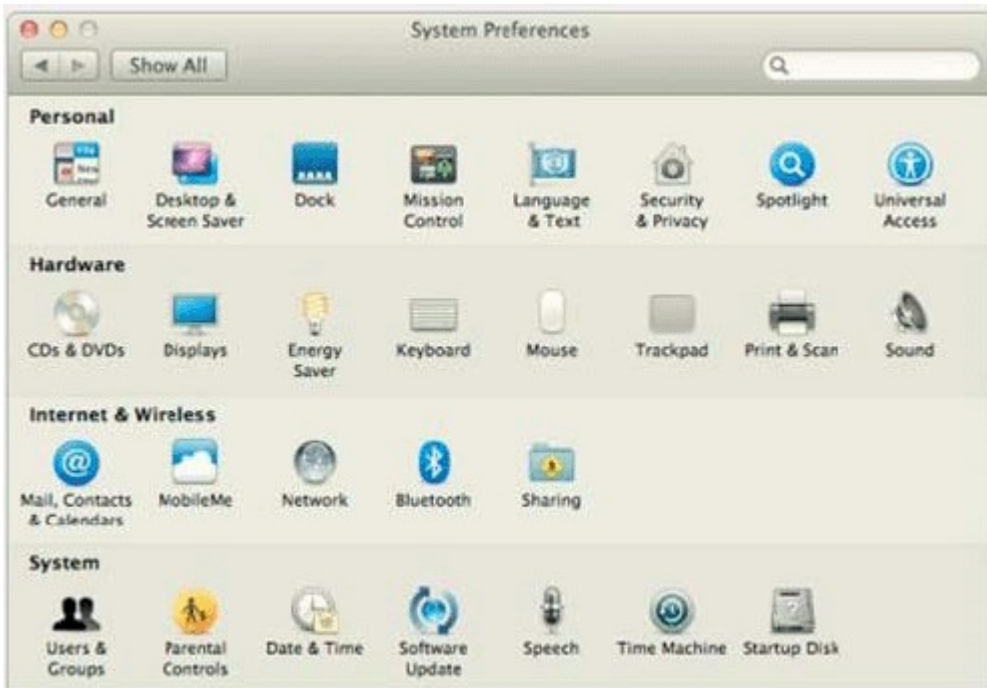 System Preferences
Show All
Personal
General
Desktop &
Screen Saver
Dock
Mission
Control
Language
& Text
Security
& Privacy
Spotlight
Universal
Access
Hardware
CDs & DVDs
Displays
Energy
Saver
Keyboard
Mouse
Trackpad
Print & Scan
Sound
Internet & Wireless
Mail, Contacts
& Calendars
MobileMe
Network
Bluetooth
Sharing
System
Users &
Groups
Parental
Controls
Date & Time
Software
Update
Speech
Time Machine
Startup Disk